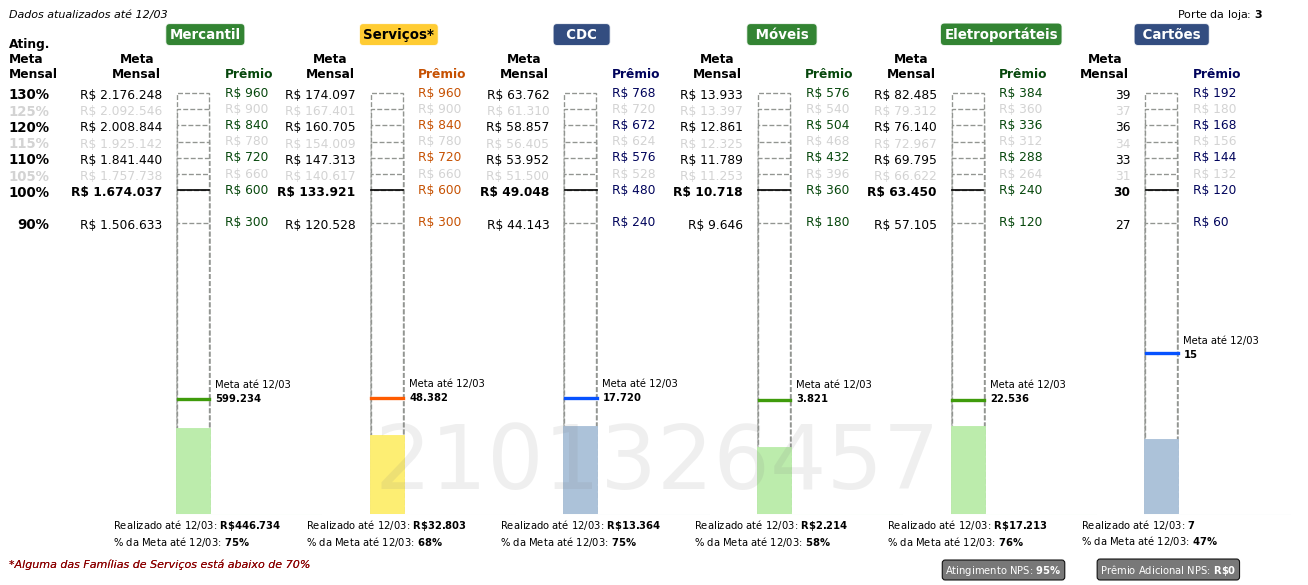 Dados atualizados até 12/03 Porte da loja: 3
Mercantil Serviços* CDC Móveis Eletroportáteis Cartões
Ating. Meta Mensal Meta Mensal Prêmio Meta Mensal Prêmio Meta Mensal Prêmio Meta Mensal Prêmio Meta Mensal Prêmio Meta Mensal Prêmio
130% R$ 2.176.248 R$ 960 R$ 174.097 R$ 960 R$ 63.762 R$ 768 R$ 13.933 R$ 576 R$ 82.485 R$ 384 39 R$ 192
125% R$ 2.092.546 R$ 900 R$ 167.401 R$ 900 R$ 61.310 R$ 720 R$ 13.397 R$ 540 R$ 79.312 R$ 360 37 R$ 180
120% R$ 2.008.844 R$ 840 R$ 160.705 R$ 840 R$ 58.857 R$ 672 R$ 12.861 R$ 504 R$ 76.140 R$ 336 36 R$ 168
115% R$ 1.925.142 R$ 780 R$ 154.009 R$ 780 R$ 56.405 R$ 624 R$ 12.325 R$ 468 R$ 72.967 R$ 312 34 R$ 156
110% R$ 1.841.440 R$ 720 R$ 147.313 R$ 720 R$ 53.952 R$ 576 R$ 11.789 R$ 432 R$ 69.795 R$ 288 33 R$ 144
105% R$ 1.757.738 R$ 660 R$ 140.617 R$ 660 R$ 51.500 R$ 528 R$ 11.253 R$ 396 R$ 66.622 R$ 264 31 R$ 132
100% R$ 1.674.037 R$ 600 R$ 133.921 R$ 600 R$ 49.048 R$ 480 R$ 10.718 R$ 360 R$ 63.450 R$ 240 30 R$ 120
90% R$ 1.506.633 R$ 300 R$ 120.528 R$ 300 R$ 44.143 R$ 240 R$ 9.646 R$ 180 R$ 57.105 R$ 120 27 R$ 60
Meta até 12/03
15
Meta até 12/03 Meta até 12/03 Meta até 12/03 Meta até 12/03 Meta até 12/03
599.234 48.382 17.720 3.821 22.536
2101326457
Realizado até 12/03: R$446.734 Realizado até 12/03: R$32.803 Realizado até 12/03: R$13.364 Realizado até 12/03: R$2.214 Realizado até 12/03: R$17.213 Realizado até 12/03: 7
% da Meta até 12/03: 75% % da Meta até 12/03: 68% % da Meta até 12/03: 75% % da Meta até 12/03: 58% % da Meta até 12/03: 76% % da Meta até 12/03: 47%
*Alguma das Famílias de Serviços está abaixo de 70% Atingimento NPS: 95% Prêmio Adicional NPS: R$0